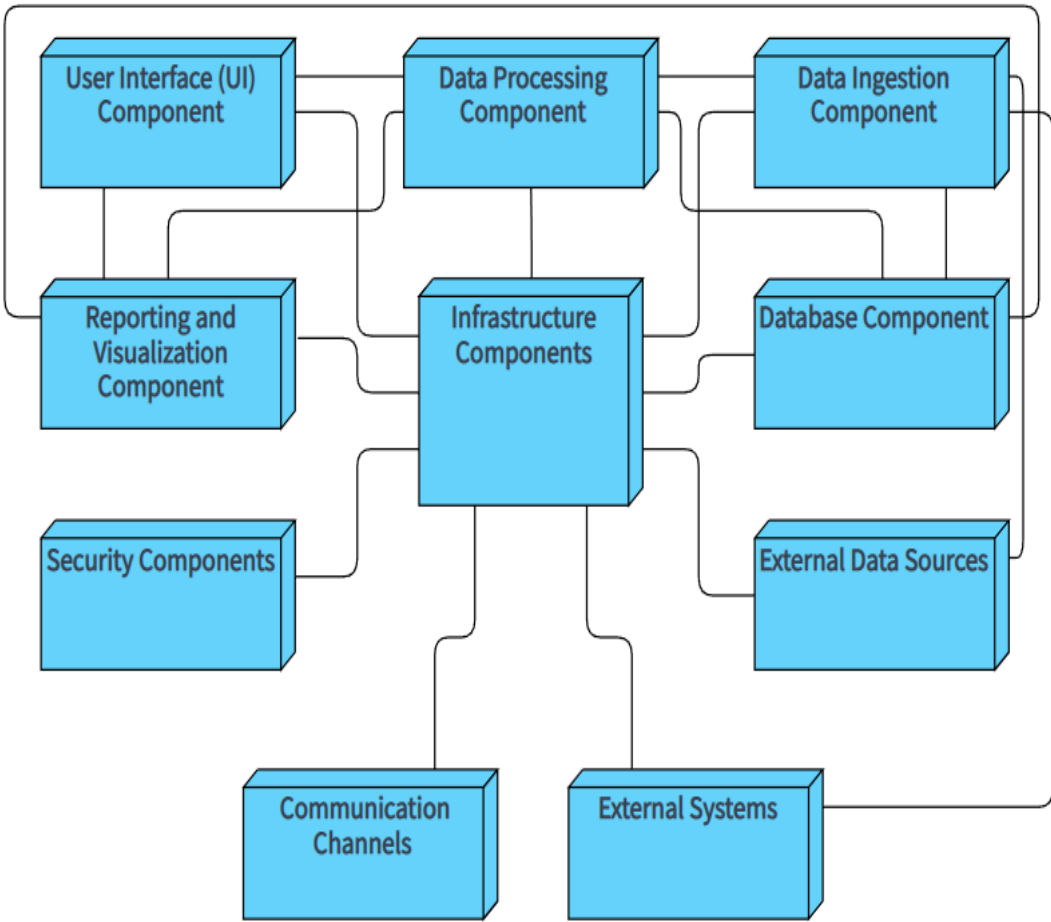 User Interface (UI)
Component
Data Processing
Component
Data Ingestion
Component
Reporting and
Visualization
Component
Infrastructure
Components
Database Component
Security Components
External Data Sources
Communication
Channels
External Systems